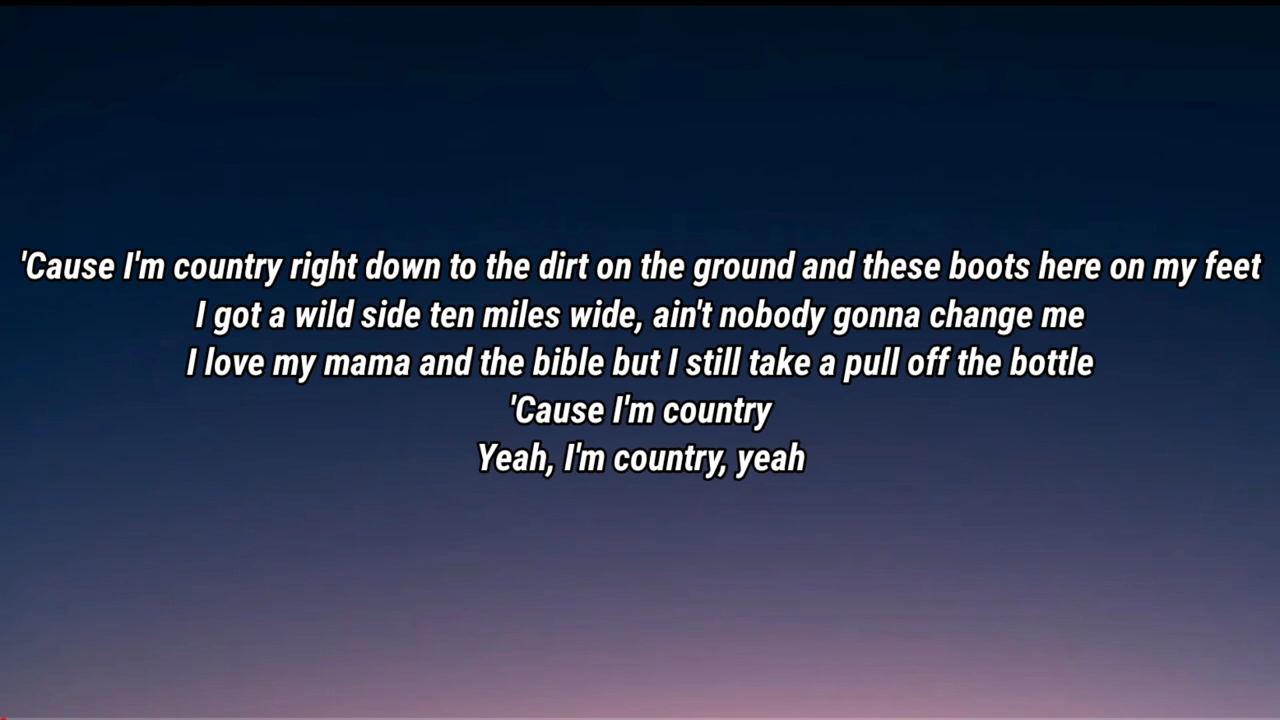 'Cause I'm country right down to the dirt on the ground and these boots here on my feet
I got a wild side ten miles wide, ain't nobody gonna change me
I love my mama and the bible but I still take a pull off the bottle
'Cause I'm country
Yeah, I'm country, yeah